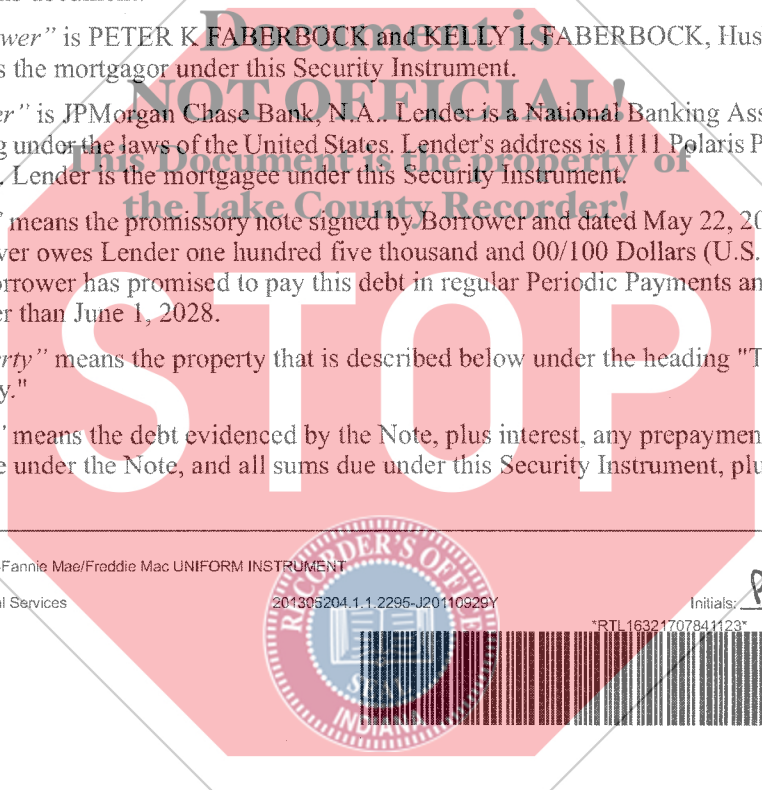 ower" is PETER K FABERBOCK and KELLY L FABERBOCK, Hus
s the mortgagor under this Security Instrument.
er" is JPMorgan Chase Bank, N.A.. Lender is a National Banking Ass
g under the laws of the United States. Lender's address is 1111 Polaris P
. Lender is the mortgagee under this Security Instrument.
" means the promissory note signed by Borrower and dated May 22, 20
ver owes Lender one hundred five thousand and 00/100 Dollars (U.S.
orrower has promised to pay this debt in regular Periodic Payments an
er than June 1, 2028.
erty" means the property that is described below under the heading "T
y."
" means the debt evidenced by the Note, plus interest, any prepaymen
e under the Note, and all sums due under this Security Instrument, plu
Document is
NOT OFFICIAL!
This Document is the property of
the Lake County Recorder!
STOP
-Fannie Mae/Freddie Mac UNIFORM INSTRUMENT
al Services
201305204.1.1.2295-J20110929Y
Initials:
*RTL16321707841123*
RECORDER'S OFFICE
SEAL
INDIANA